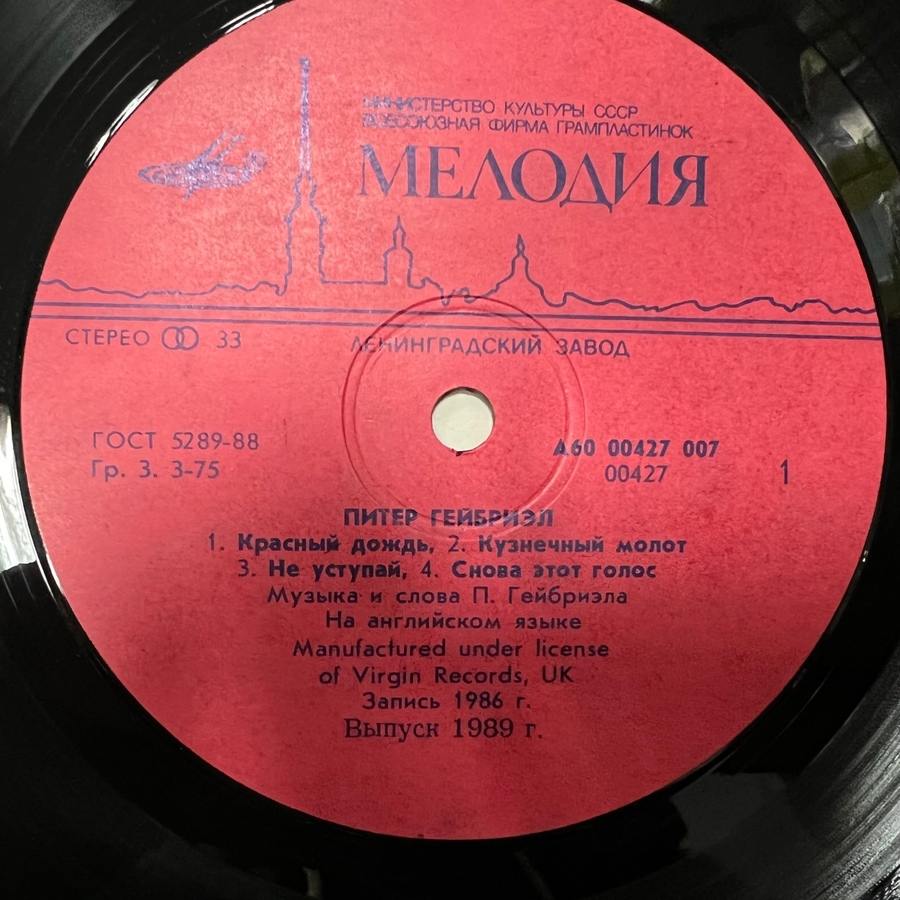 МИНИСТЕРСТВО КУЛЬТУРЫ СССР
ВСЕСОЮЗНАЯ ФИРМА ГРАМПЛАСТИНОК
МЕЛОДИЯ
СТЕРЕО 33
ЛЕНИНГРАДСКИЙ ЗАВОД
ГОСТ 5289-88
Гр. 3. 3-75
А60 00427 007
00427
1
ПИТЕР ГЕЙБРИЭЛ
1. Красный дождь, 2. Кузнечный молот
3. Не уступай, 4. Снова этот голос
Музыка и слова П. Гейбриэла
На английском языке
Manufactured under license
of Virgin Records, UK
Запись 1986 г.
Выпуск 1989 г.